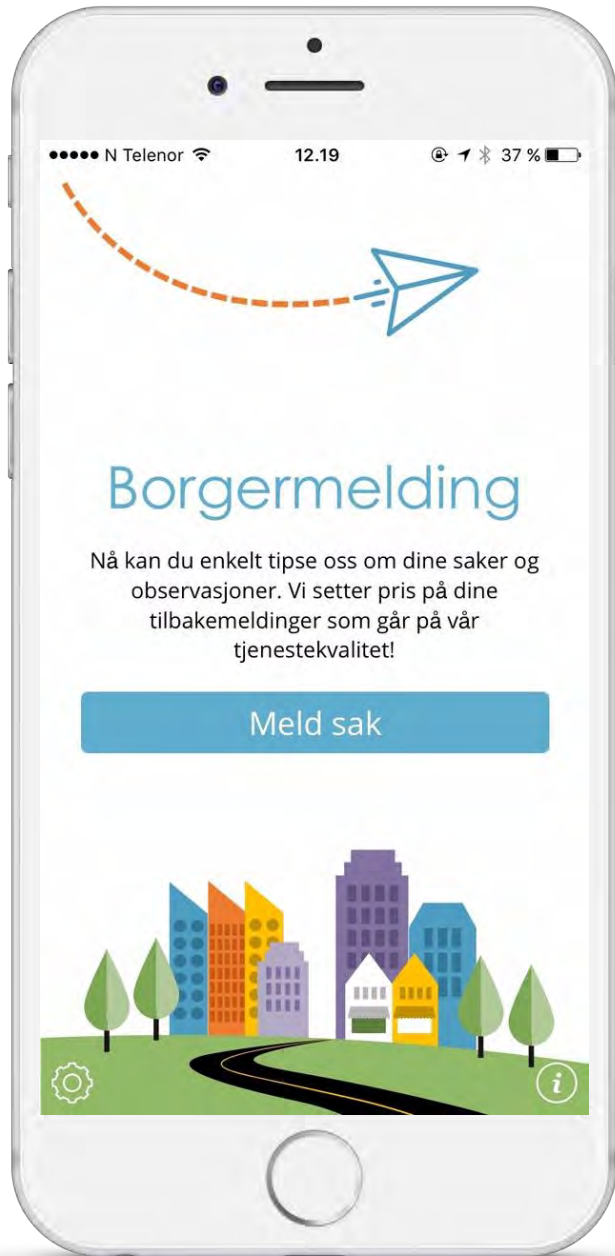 N Telenor 12.19 37 %
Borgermelding
Nå kan du enkelt tipse oss om dine saker og
observasjoner. Vi setter pris på dine
tilbakemeldinger som går på vår
tjenestekvalitet!
Meld sak
i